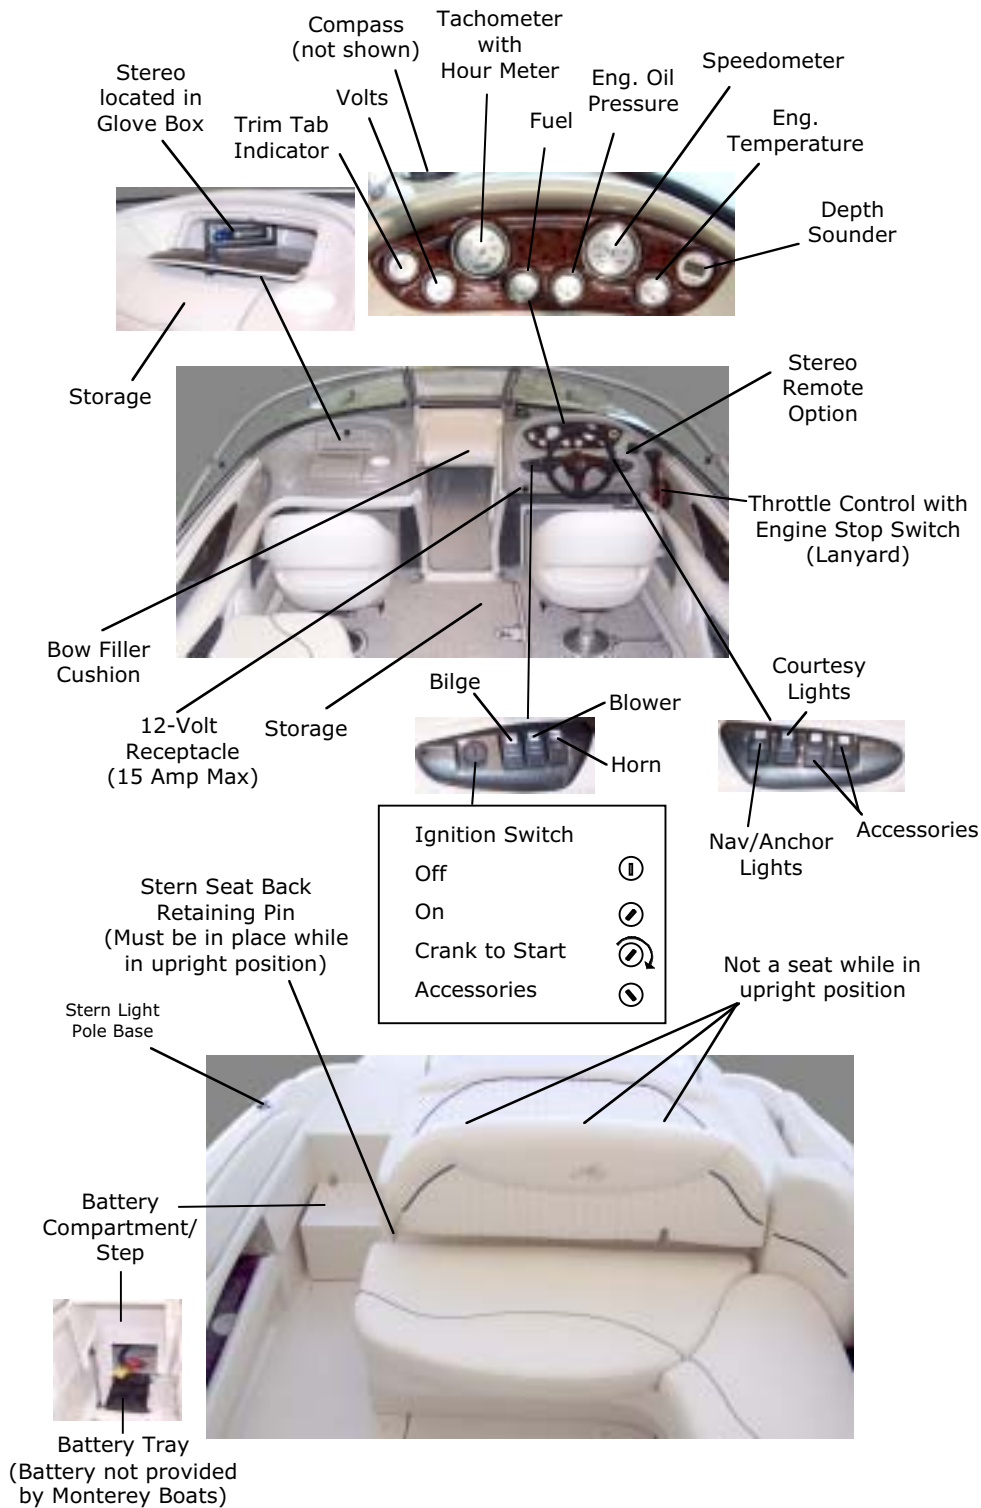 Compass
(not shown)
Tachometer
with
Hour Meter
Speedometer
Stereo
located in
Glove Box
Volts
Eng. Oil
Pressure
Trim Tab
Indicator
Fuel
Eng.
Temperature
Depth
Sounder
Storage
Stereo
Remote
Option
Throttle Control with
Engine Stop Switch
(Lanyard)
Bow Filler
Cushion
12-Volt
Receptacle
(15 Amp Max)
Storage
Bilge
Blower
Horn
Courtesy
Lights
Nav/Anchor
Lights
Accessories
Ignition Switch
Off
On
Crank to Start
Accessories
Stern Seat Back
Retaining Pin
(Must be in place while
in upright position)
Not a seat while in
upright position
Stern Light
Pole Base
Battery
Compartment/
Step
Battery Tray
(Battery not provided
by Monterey Boats)